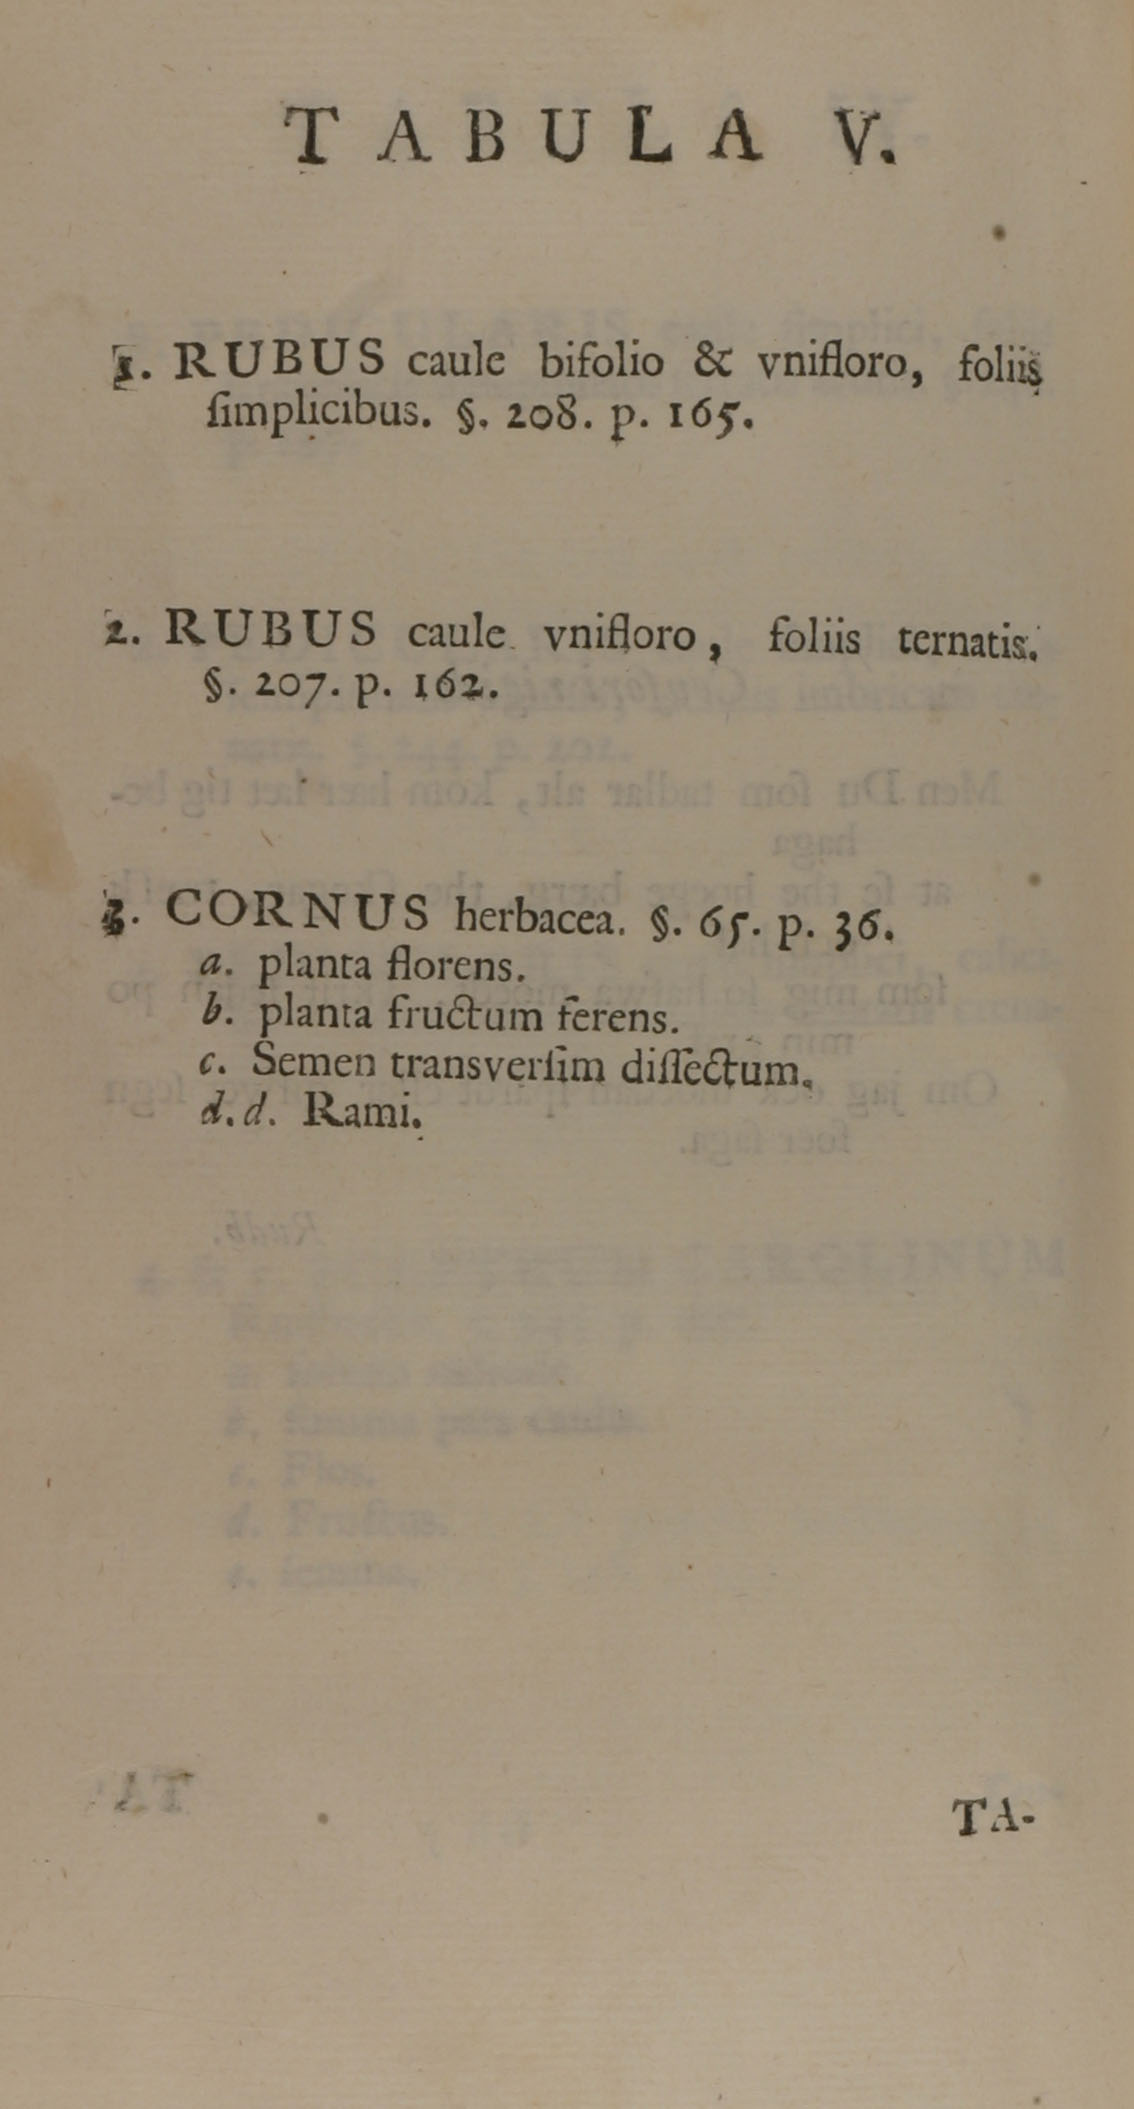 TABULA V.
1. RUBUS caule bifolio & vnifloro, foliis
ſimplicibus. §. 208. p. 165.
2. RUBUS caule vnifloro, foliis ternatis.
§. 207. p. 162.
3. CORNUS herbacea. §. 65. p. 36.
a. planta florens.
b. planta fructum ferens.
c. Semen transverſim diſſectum.
d. d. Rami.
TA-